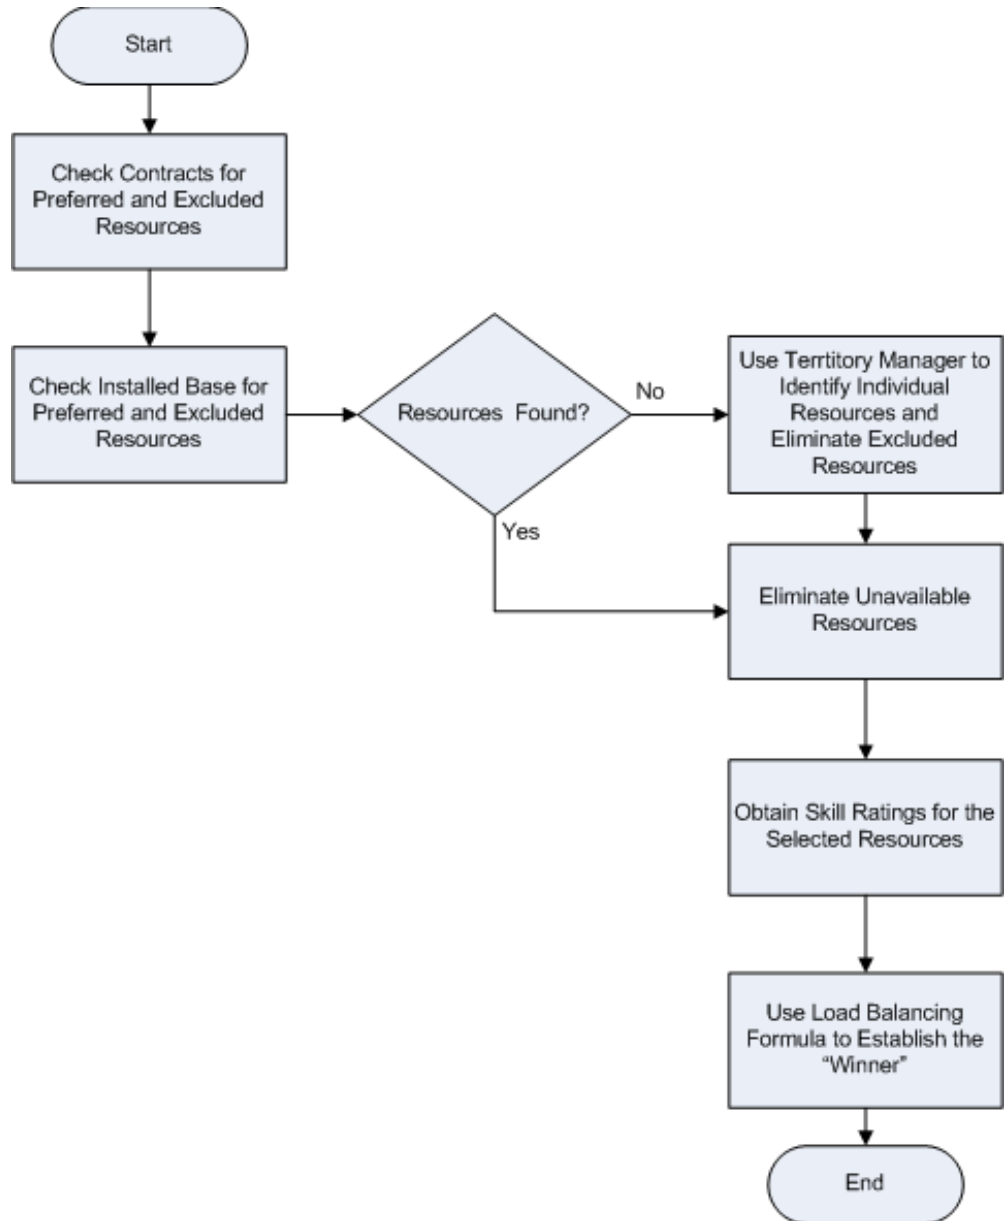 Start
Check Contracts for
Preferred and Excluded
Resources
Check Installed Base for
Preferred and Excluded
Resources
Resources Found?
No
Yes
Use Terrtitory Manager to
Identify Individual
Resources and
Eliminate Excluded
Resources
Eliminate Unavailable
Resources
Obtain Skill Ratings for the
Selected Resources
Use Load Balancing
Formula to Establish the
“Winner”
End